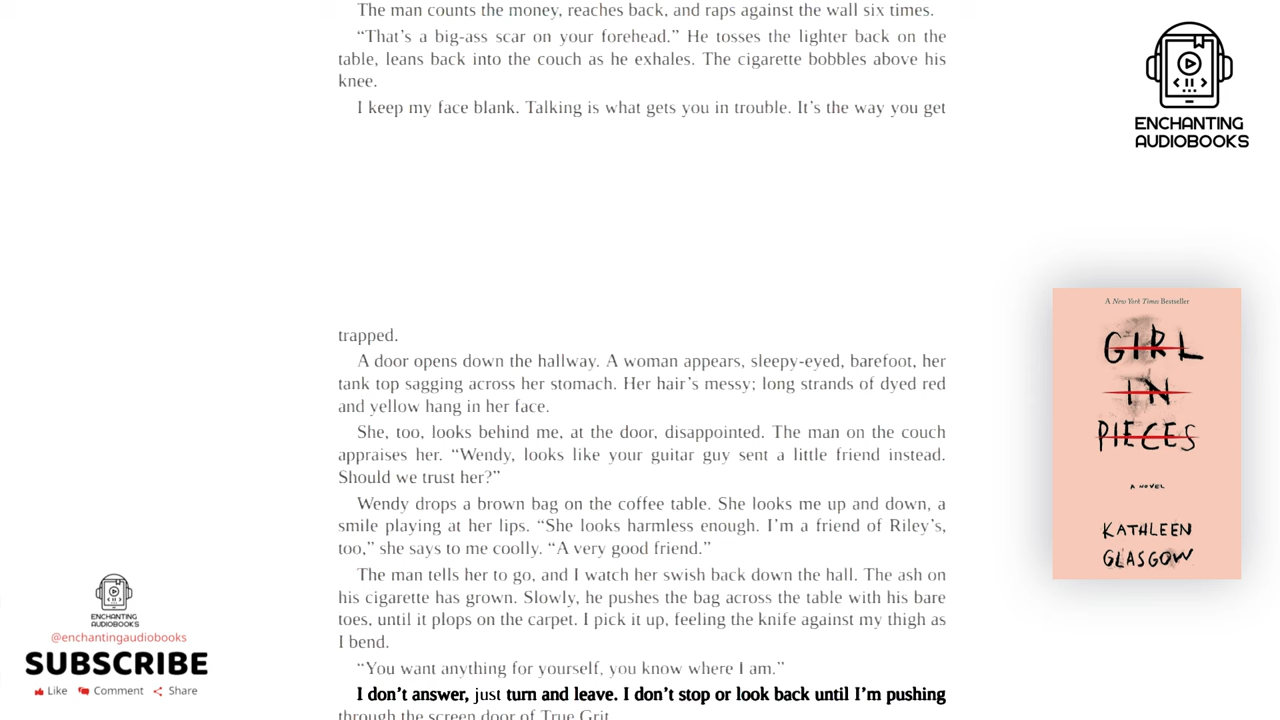 The man counts the money, reaches back, and raps against the wall six times.
“That’s a big-ass scar on your forehead.” He tosses the lighter back on the
table, leans back into the couch as he exhales. The cigarette bobbles above his
knee.
I keep my face blank. Talking is what gets you in trouble. It’s the way you get
ENCHANTING
AUDIOBOOKS
trapped.
A door opens down the hallway. A woman appears, sleepy-eyed, barefoot, her
tank top sagging across her stomach. Her hair’s messy; long strands of dyed red
and yellow hang in her face.
She, too, looks behind me, at the door, disappointed. The man on the couch
appraises her. “Wendy, looks like your guitar guy sent a little friend instead.
Should we trust her?”
Wendy drops a brown bag on the coffee table. She looks me up and down, a
smile playing at her lips. “She looks harmless enough. I’m a friend of Riley’s,
too,” she says to me coolly. “A very good friend.”
The man tells her to go, and I watch her swish back down the hall. The ash on
his cigarette has grown. Slowly, he pushes the bag across the table with his bare
toes, until it plops on the carpet. I pick it up, feeling the knife against my thigh as
I bend.
“You want anything for yourself, you know where I am.”
I don’t answer, just turn and leave. I don’t stop or look back until I’m pushing
through the screen door of True Grit.
A New York Times Bestseller
GIRL
IN
PIECES
A NOVEL
KATHLEEN
GLASGOW
ENCHANTING
AUDIOBOOKS
@enchantingaudiobooks
SUBSCRIBE
Like Comment Share